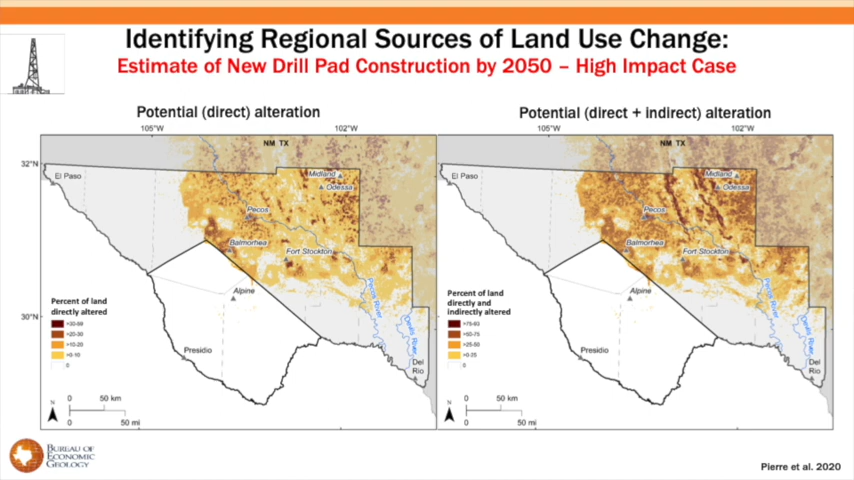 Identifying Regional Sources of Land Use Change:
Estimate of New Drill Pad Construction by 2050 – High Impact Case
Potential (direct) alteration
105°W
102°W
NM TX
32°N
El Paso
Midland
Odessa
Pecos
Balmorhea
Fort Stockton
Alpine
Pecos River
Devils River
Percent of land
directly altered
>20-30
>10-20
>0-10
0
30°N
Presidio
Del
Rio
N
0 50 km
0 50 mi
Potential (direct + indirect) alteration
105°W
102°W
NM TX
El Paso
Midland
Odessa
Pecos
Balmorhea
Fort Stockton
Alpine
Pecos River
Devils River
Percent of land
directly and
indirectly altered
>50-75
>25-50
>0-25
0
Presidio
Del
Rio
N
0 50 km
0 50 mi
Bureau of
Economic
Geology
Pierre et al. 2020